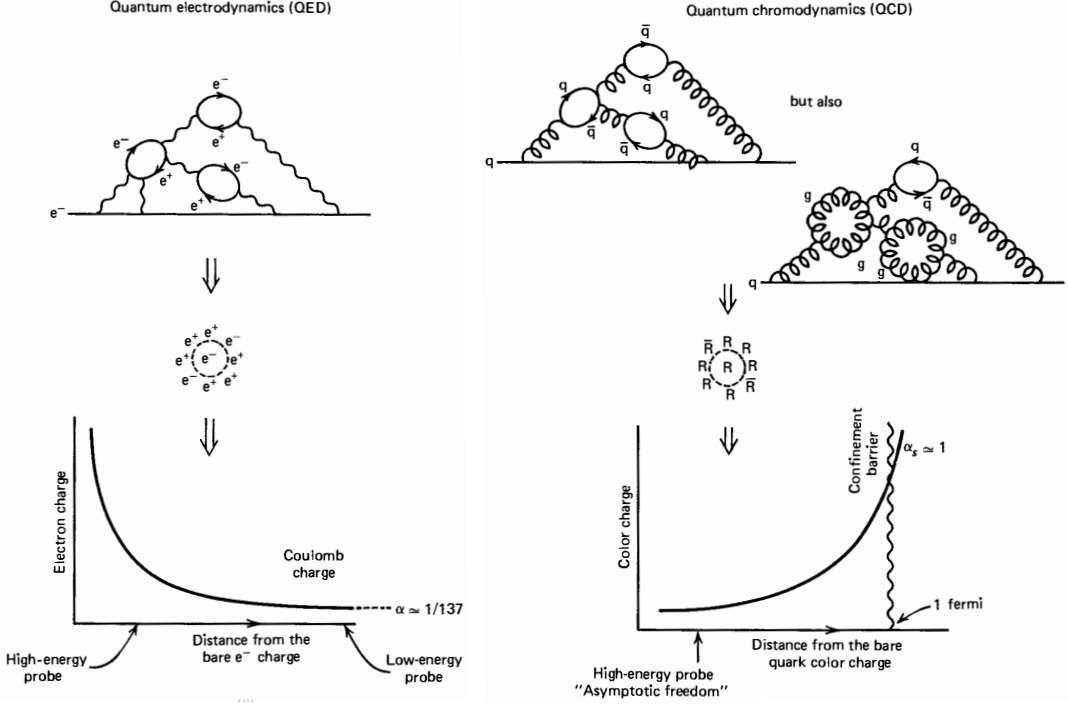 Quantum electrodynamics (QED)
e⁻
e⁻
e⁺
e⁺
e⁻
e⁺
e⁻
e⁺
e⁺
e⁻
e⁺
e⁻
e⁺
e⁻
e⁺
e⁺
Electron charge
Coulomb
charge
α ≃ 1/137
Distance from the
bare e⁻ charge
High-energy
probe
Low-energy
probe
Quantum chromodynamics (QCD)
q̅
q
q
q̅
q
q̅
q
but also
q
q̅
g
g
g
g
q
R̅
R
R
R
R
R
R
R
R̅
Color charge
Confinement
barrier
αₛ ≃ 1
1 fermi
Distance from the bare
quark color charge
High-energy probe
"Asymptotic freedom"